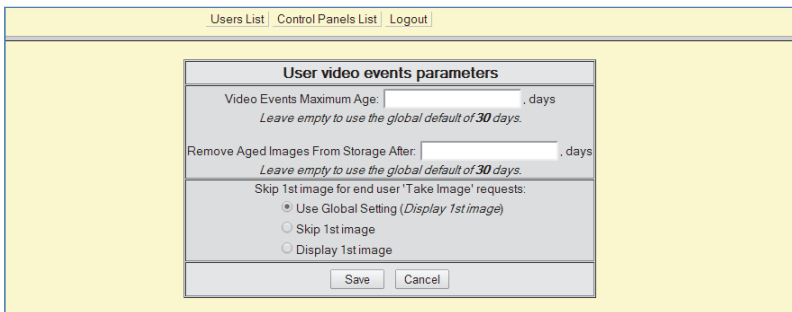 Users List Control Panels List Logout
User video events parameters
Video Events Maximum Age: , days
Leave empty to use the global default of 30 days.
Remove Aged Images From Storage After: , days
Leave empty to use the global default of 30 days.
Skip 1st image for end user 'Take Image' requests:
Use Global Setting (Display 1st image)
Skip 1st image
Display 1st image
Save Cancel